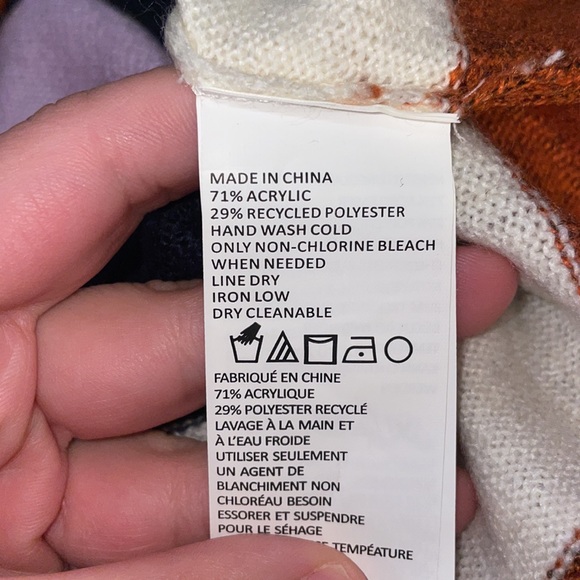 MADE IN CHINA
71% ACRYLIC
29% RECYCLED POLYESTER
HAND WASH COLD
ONLY NON-CHLORINE BLEACH
WHEN NEEDED
LINE DRY
IRON LOW
DRY CLEANABLE
FABRIQUÉ EN CHINE
71% ACRYLIQUE
29% POLYESTER RECYCLÉ
LAVAGE À LA MAIN ET
À L'EAU FROIDE
UTILISER SEULEMENT
UN AGENT DE
BLANCHIMENT NON
CHLORÉAU BESOIN
ESSORER ET SUSPENDRE
POUR LE SÉHAGE
TEMPÉATURE